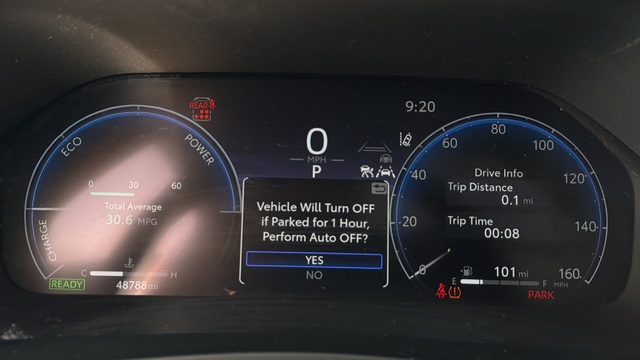 REAR
9:20
ECO
POWER
CHARGE
0 30 60
Total Average
30.6 MPG
C H
READY
48788 mi
0
MPH
P
Vehicle Will Turn OFF
if Parked for 1 Hour,
Perform Auto OFF?
YES
NO
0
20
40
60
80
100
120
140
160
MPH
Drive Info
Trip Distance
0.1 mi
Trip Time
00:08
101 mi
E F
PARK